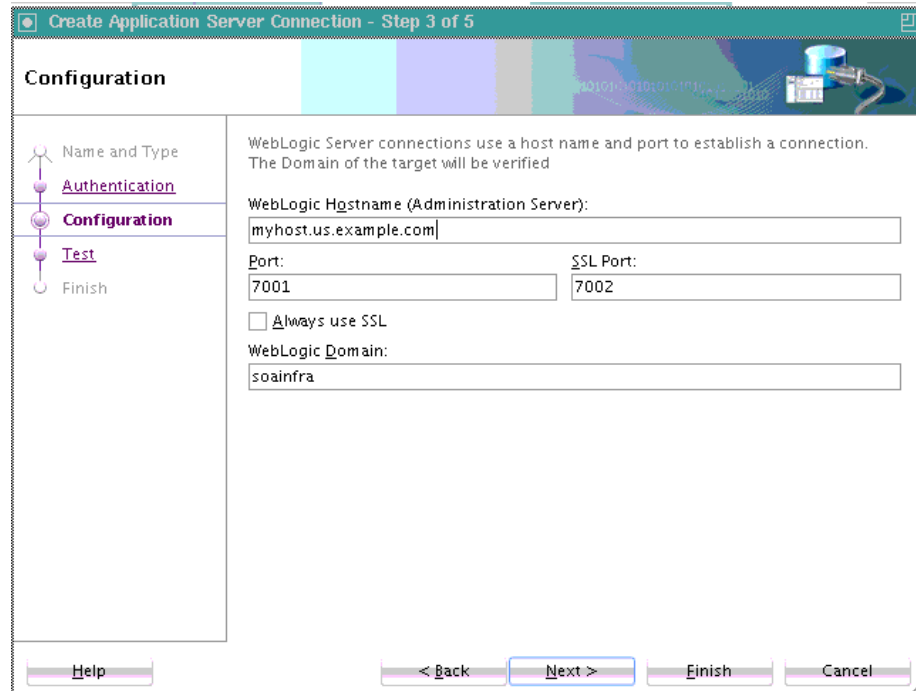 Create Application Server Connection - Step 3 of 5
Configuration
Name and Type
Authentication
Configuration
Test
Finish
WebLogic Server connections use a host name and port to establish a connection.
The Domain of the target will be verified
WebLogic Hostname (Administration Server):
myhost.us.example.com
Port:
SSL Port:
7001
7002
Always use SSL
WebLogic Domain:
soainfra
Help
< Back
Next >
Finish
Cancel